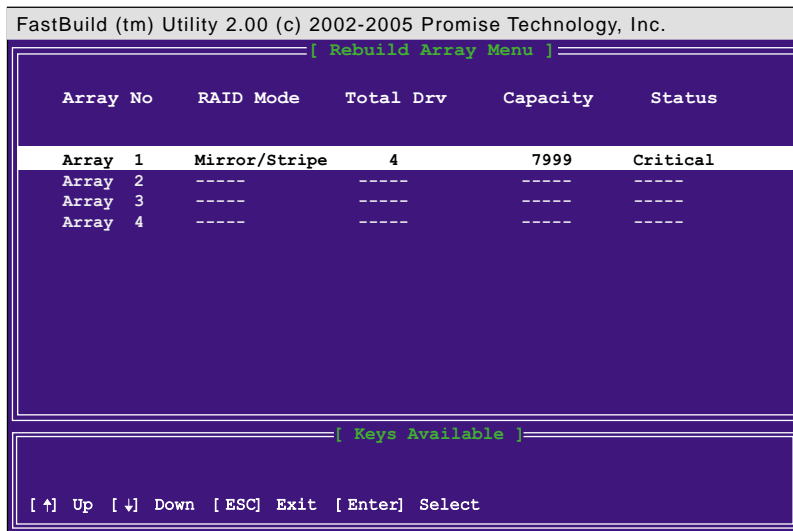 FastBuild (tm) Utility 2.00 (c) 2002-2005 Promise Technology, Inc.
[ Rebuild Array Menu ]
Array No RAID Mode Total Drv Capacity Status
Array 1 Mirror/Stripe 4 7999 Critical
Array 2 ----- ----- ----- -----
Array 3 ----- ----- ----- -----
Array 4 ----- ----- ----- -----
[ Keys Available ]
[↑] Up [↓] Down [ESC] Exit [Enter] Select